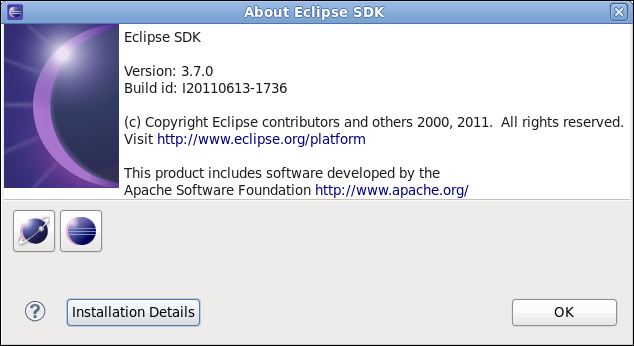 About Eclipse SDK
Eclipse SDK
Version: 3.7.0
Build id: I20110613-1736
(c) Copyright Eclipse contributors and others 2000, 2011.  All rights reserved.
Visit http://www.eclipse.org/platform
This product includes software developed by the
Apache Software Foundation http://www.apache.org/
?
Installation Details
OK